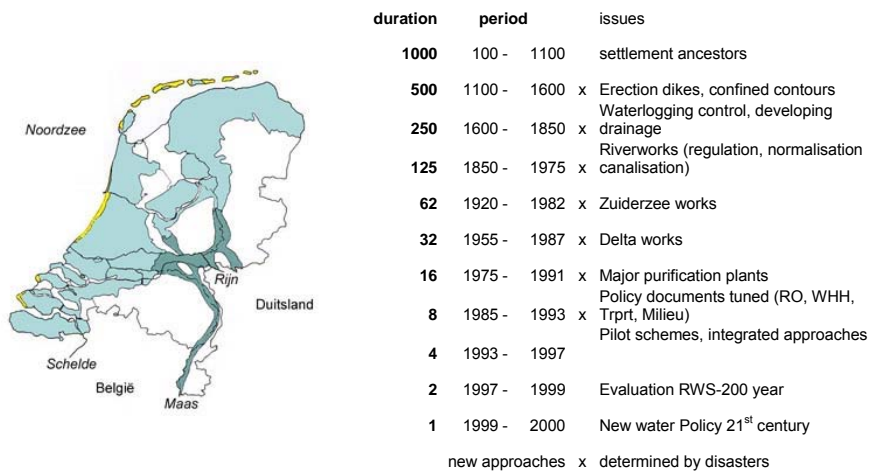 Noordzee
Rijn
Duitsland
Schelde
België
Maas
duration period issues
1000 100 - 1100 settlement ancestors
500 1100 - 1600 x Erection dikes, confined contours
Waterlogging control, developing
250 1600 - 1850 x drainage
Riverworks (regulation, normalisation
125 1850 - 1975 x canalisation)
62 1920 - 1982 x Zuiderzee works
32 1955 - 1987 x Delta works
16 1975 - 1991 x Major purification plants
Policy documents tuned (RO, WHH,
8 1985 - 1993 x Trprt, Milieu)
Pilot schemes, integrated approaches
4 1993 - 1997
2 1997 - 1999 Evaluation RWS-200 year
1 1999 - 2000 New water Policy 21st century
new approaches x determined by disasters